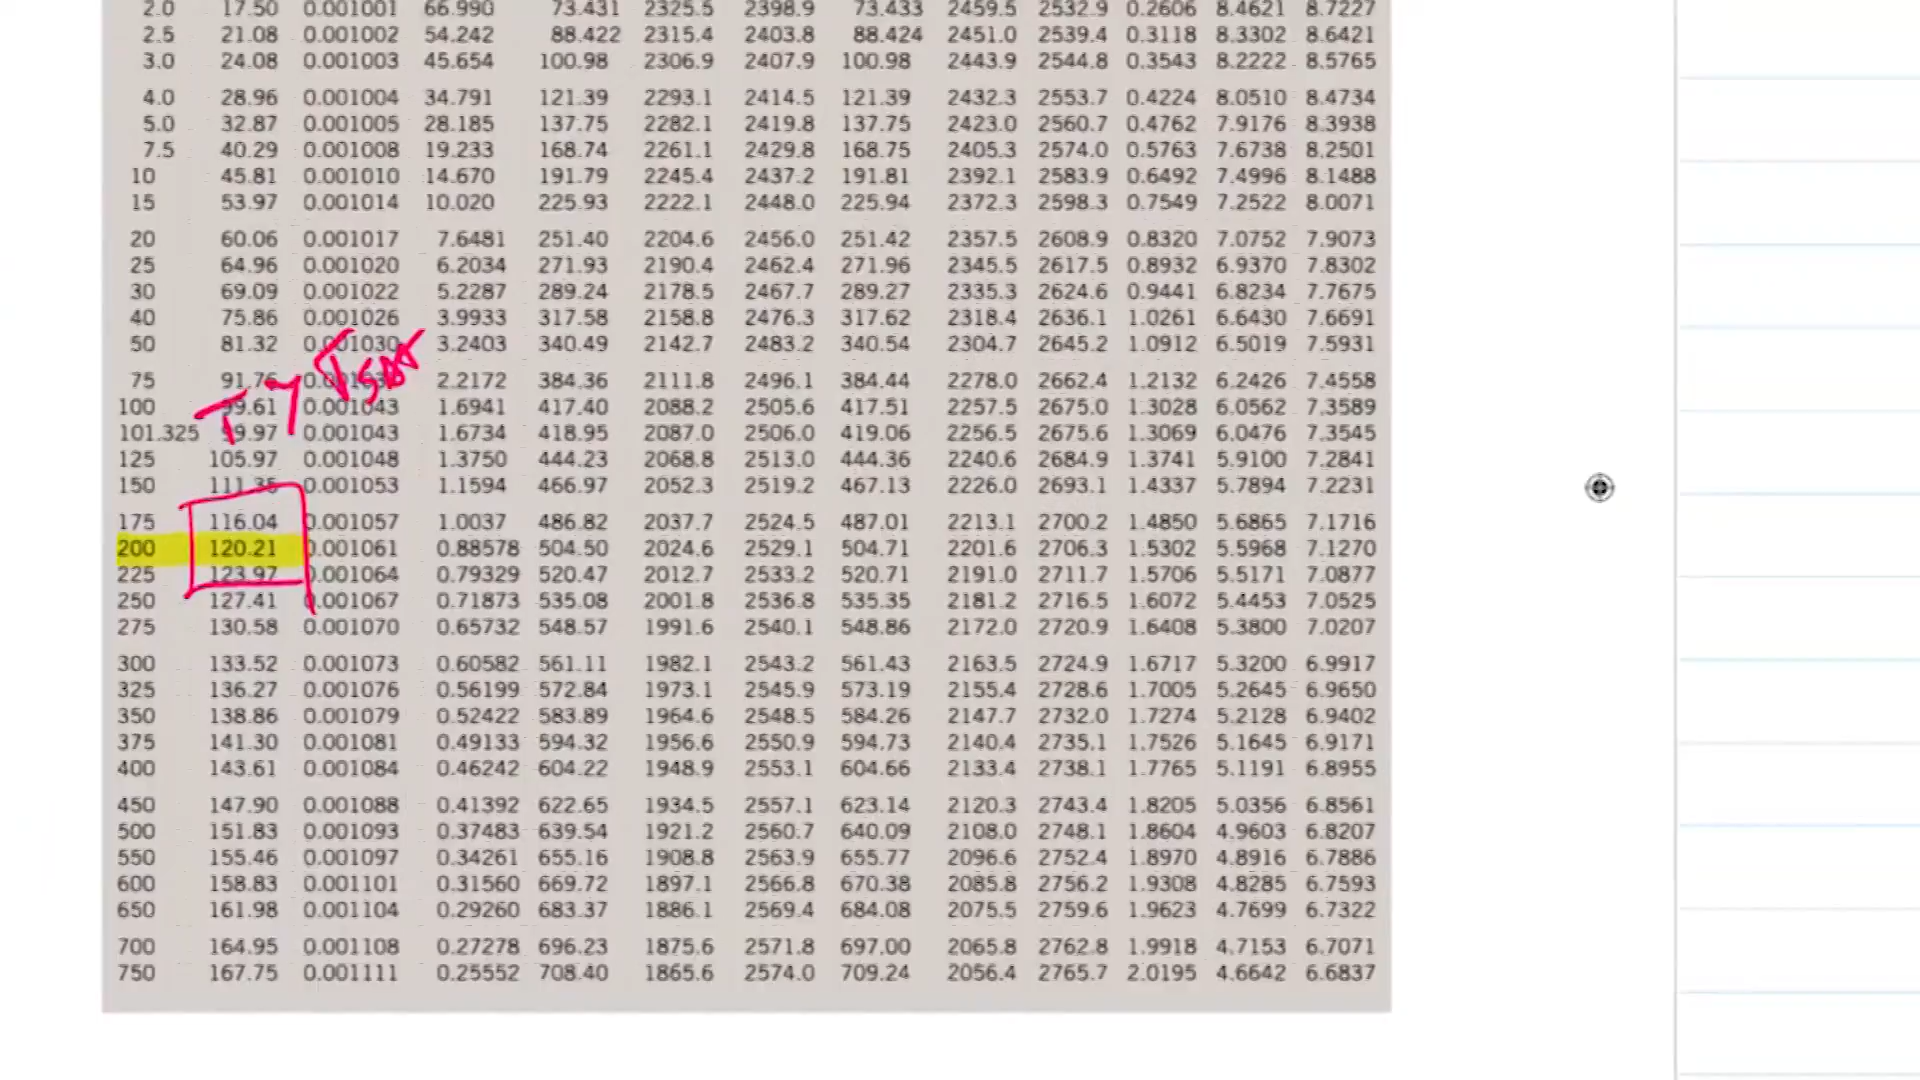 2.0 17.50 0.001001 66.990 73.431 2325.5 2398.9 73.433 2459.5 2532.9 0.2606 8.4621 8.7227
2.5 21.08 0.001002 54.242 88.422 2315.4 2403.8 88.424 2451.0 2539.4 0.3118 8.3302 8.6421
3.0 24.08 0.001003 45.654 100.98 2306.9 2407.9 100.98 2443.9 2544.8 0.3543 8.2222 8.5765
4.0 28.96 0.001004 34.791 121.39 2293.1 2414.5 121.39 2432.3 2553.7 0.4224 8.0510 8.4734
5.0 32.87 0.001005 28.185 137.75 2282.1 2419.8 137.75 2423.0 2560.7 0.4762 7.9176 8.3938
7.5 40.29 0.001008 19.233 168.74 2261.1 2429.8 168.75 2405.3 2574.0 0.5763 7.6738 8.2501
10 45.81 0.001010 14.670 191.79 2245.4 2437.2 191.81 2392.1 2583.9 0.6492 7.4996 8.1488
15 53.97 0.001014 10.020 225.93 2222.1 2448.0 225.94 2372.3 2598.3 0.7549 7.2522 8.0071
20 60.06 0.001017 7.6481 251.40 2204.6 2456.0 251.42 2357.5 2608.9 0.8320 7.0752 7.9073
25 64.96 0.001020 6.2034 271.93 2190.4 2462.4 271.96 2345.5 2617.5 0.8932 6.9370 7.8302
30 69.09 0.001022 5.2287 289.24 2178.5 2467.7 289.27 2335.3 2624.6 0.9441 6.8234 7.7675
40 75.86 0.001026 3.9933 317.58 2158.8 2476.3 317.62 2318.4 2636.1 1.0261 6.6430 7.6691
50 81.32 0.001030 3.2403 340.49 2142.7 2483.2 340.54 2304.7 2645.2 1.0912 6.5019 7.5931
T > Tsat
75 91.76 2.2172 384.36 2111.8 2496.1 384.44 2278.0 2662.4 1.2132 6.2426 7.4558
100 99.61 0.001043 1.6941 417.40 2088.2 2505.6 417.51 2257.5 2675.0 1.3028 6.0562 7.3589
101.325 99.97 0.001043 1.6734 418.95 2087.0 2506.0 419.06 2256.5 2675.6 1.3069 6.0476 7.3545
125 105.97 0.001048 1.3750 444.23 2068.8 2513.0 444.36 2240.6 2684.9 1.3741 5.9100 7.2841
150 111.35 0.001053 1.1594 466.97 2052.3 2519.2 467.13 2226.0 2693.1 1.4337 5.7894 7.2231
175 116.04 0.001057 1.0037 486.82 2037.7 2524.5 487.01 2213.1 2700.2 1.4850 5.6865 7.1716
200 120.21 0.001061 0.88578 504.50 2024.6 2529.1 504.71 2201.6 2706.3 1.5302 5.5968 7.1270
225 123.97 0.001064 0.79329 520.47 2012.7 2533.2 520.71 2191.0 2711.7 1.5706 5.5171 7.0877
250 127.41 0.001067 0.71873 535.08 2001.8 2536.8 535.35 2181.2 2716.5 1.6072 5.4453 7.0525
275 130.58 0.001070 0.65732 548.57 1991.6 2540.1 548.86 2172.0 2720.9 1.6408 5.3800 7.0207
300 133.52 0.001073 0.60582 561.11 1982.1 2543.2 561.43 2163.5 2724.9 1.6717 5.3200 6.9917
325 136.27 0.001076 0.56199 572.84 1973.1 2545.9 573.19 2155.4 2728.6 1.7005 5.2645 6.9650
350 138.86 0.001079 0.52422 583.89 1964.6 2548.5 584.26 2147.7 2732.0 1.7274 5.2128 6.9402
375 141.30 0.001081 0.49133 594.32 1956.6 2550.9 594.73 2140.4 2735.1 1.7526 5.1645 6.9171
400 143.61 0.001084 0.46242 604.22 1948.9 2553.1 604.66 2133.4 2738.1 1.7765 5.1191 6.8955
450 147.90 0.001088 0.41392 622.65 1934.5 2557.1 623.14 2120.3 2743.4 1.8205 5.0356 6.8561
500 151.83 0.001093 0.37483 639.54 1921.2 2560.7 640.09 2108.0 2748.1 1.8604 4.9603 6.8207
550 155.46 0.001097 0.34261 655.16 1908.8 2563.9 655.77 2096.6 2752.4 1.8970 4.8916 6.7886
600 158.83 0.001101 0.31560 669.72 1897.1 2566.8 670.38 2085.8 2756.2 1.9308 4.8285 6.7593
650 161.98 0.001104 0.29260 683.37 1886.1 2569.4 684.08 2075.5 2759.6 1.9623 4.7699 6.7322
700 164.95 0.001108 0.27278 696.23 1875.6 2571.8 697.00 2065.8 2762.8 1.9918 4.7153 6.7071
750 167.75 0.001111 0.25552 708.40 1865.6 2574.0 709.24 2056.4 2765.7 2.0195 4.6642 6.6837